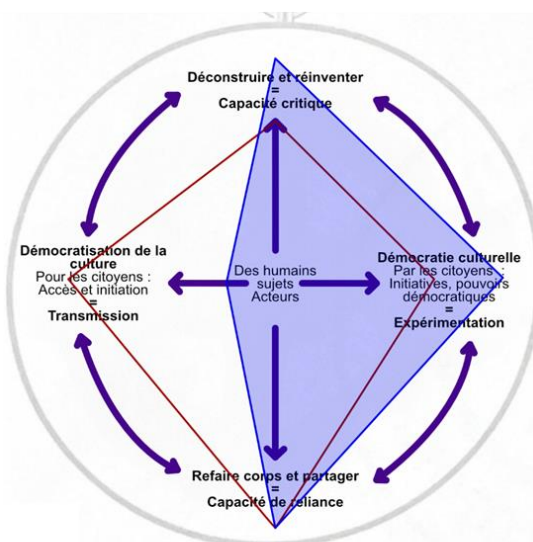 Déconstruire et réinventer
=
Capacité critique
Démocratisation de la
culture
Pour les citoyens :
Accès et initiation
=
Transmission
Des humains
sujets
Acteurs
Démocratie culturelle
Par les citoyens :
Initiatives, pouvoirs
démocratiques
=
Expérimentation
Refaire corps et partager
=
Capacité de reliance